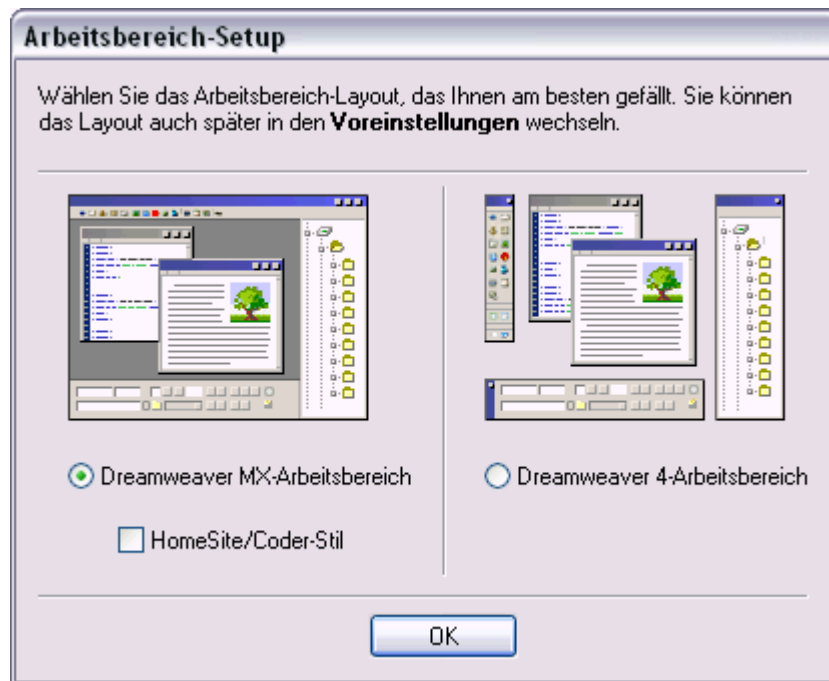 Arbeitsbereich-Setup
Wählen Sie das Arbeitsbereich-Layout, das Ihnen am besten gefällt. Sie können
das Layout auch später in den Voreinstellungen wechseln.
Dreamweaver MX-Arbeitsbereich
Dreamweaver 4-Arbeitsbereich
HomeSite/Coder-Stil
OK